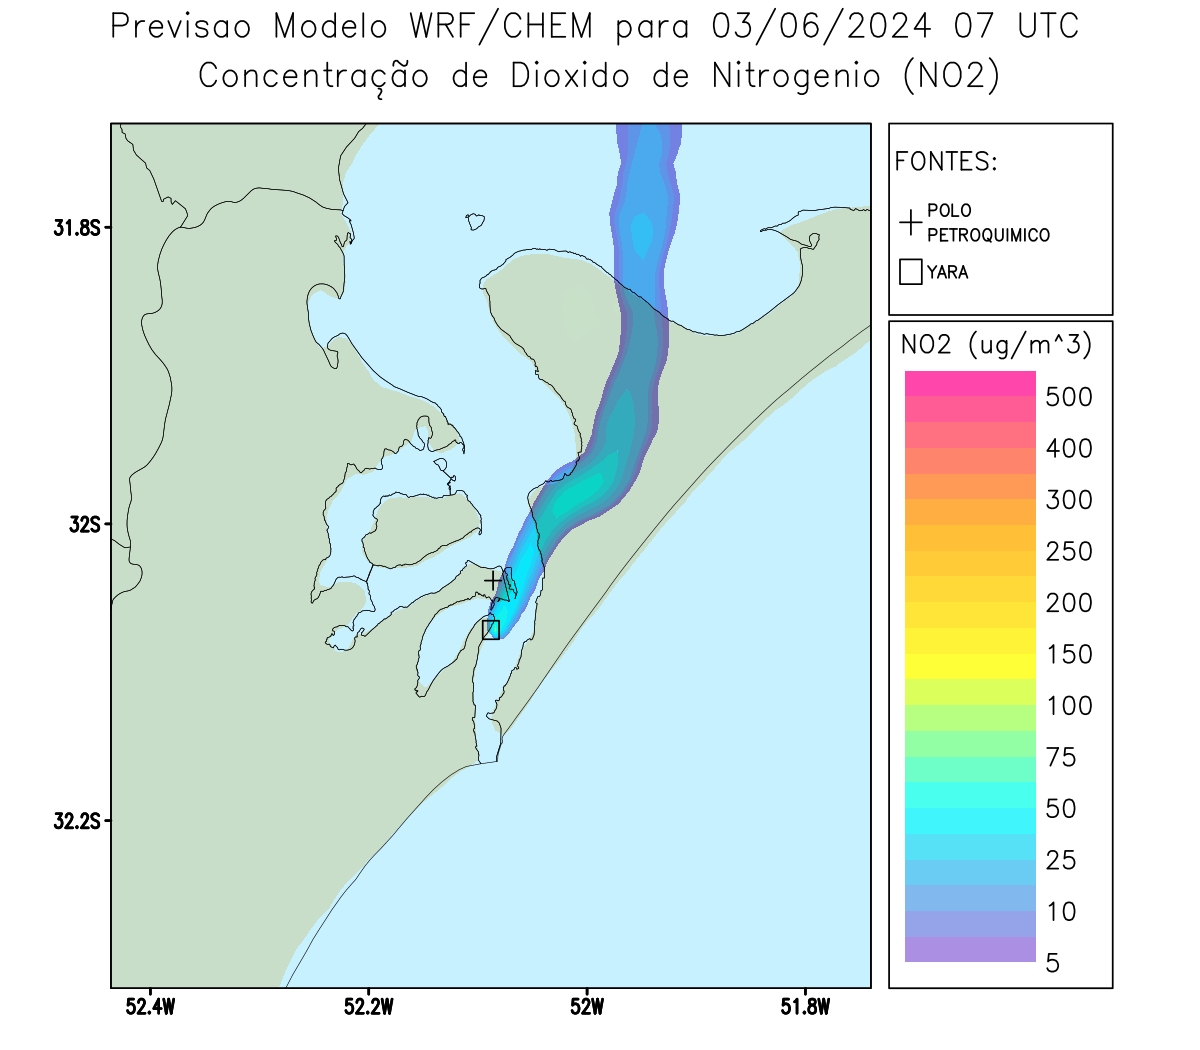 Previsao Modelo WRF/CHEM para 03/06/2024 07 UTC
Concentração de Dioxido de Nitrogenio (NO2)
FONTES:
POLO
PETROQUIMICO
YARA
31.8S
32S
32.2S
52.4W
52.2W
52W
51.8W
NO2 (ug/m^3)
500
400
300
250
200
150
100
75
50
25
10
5